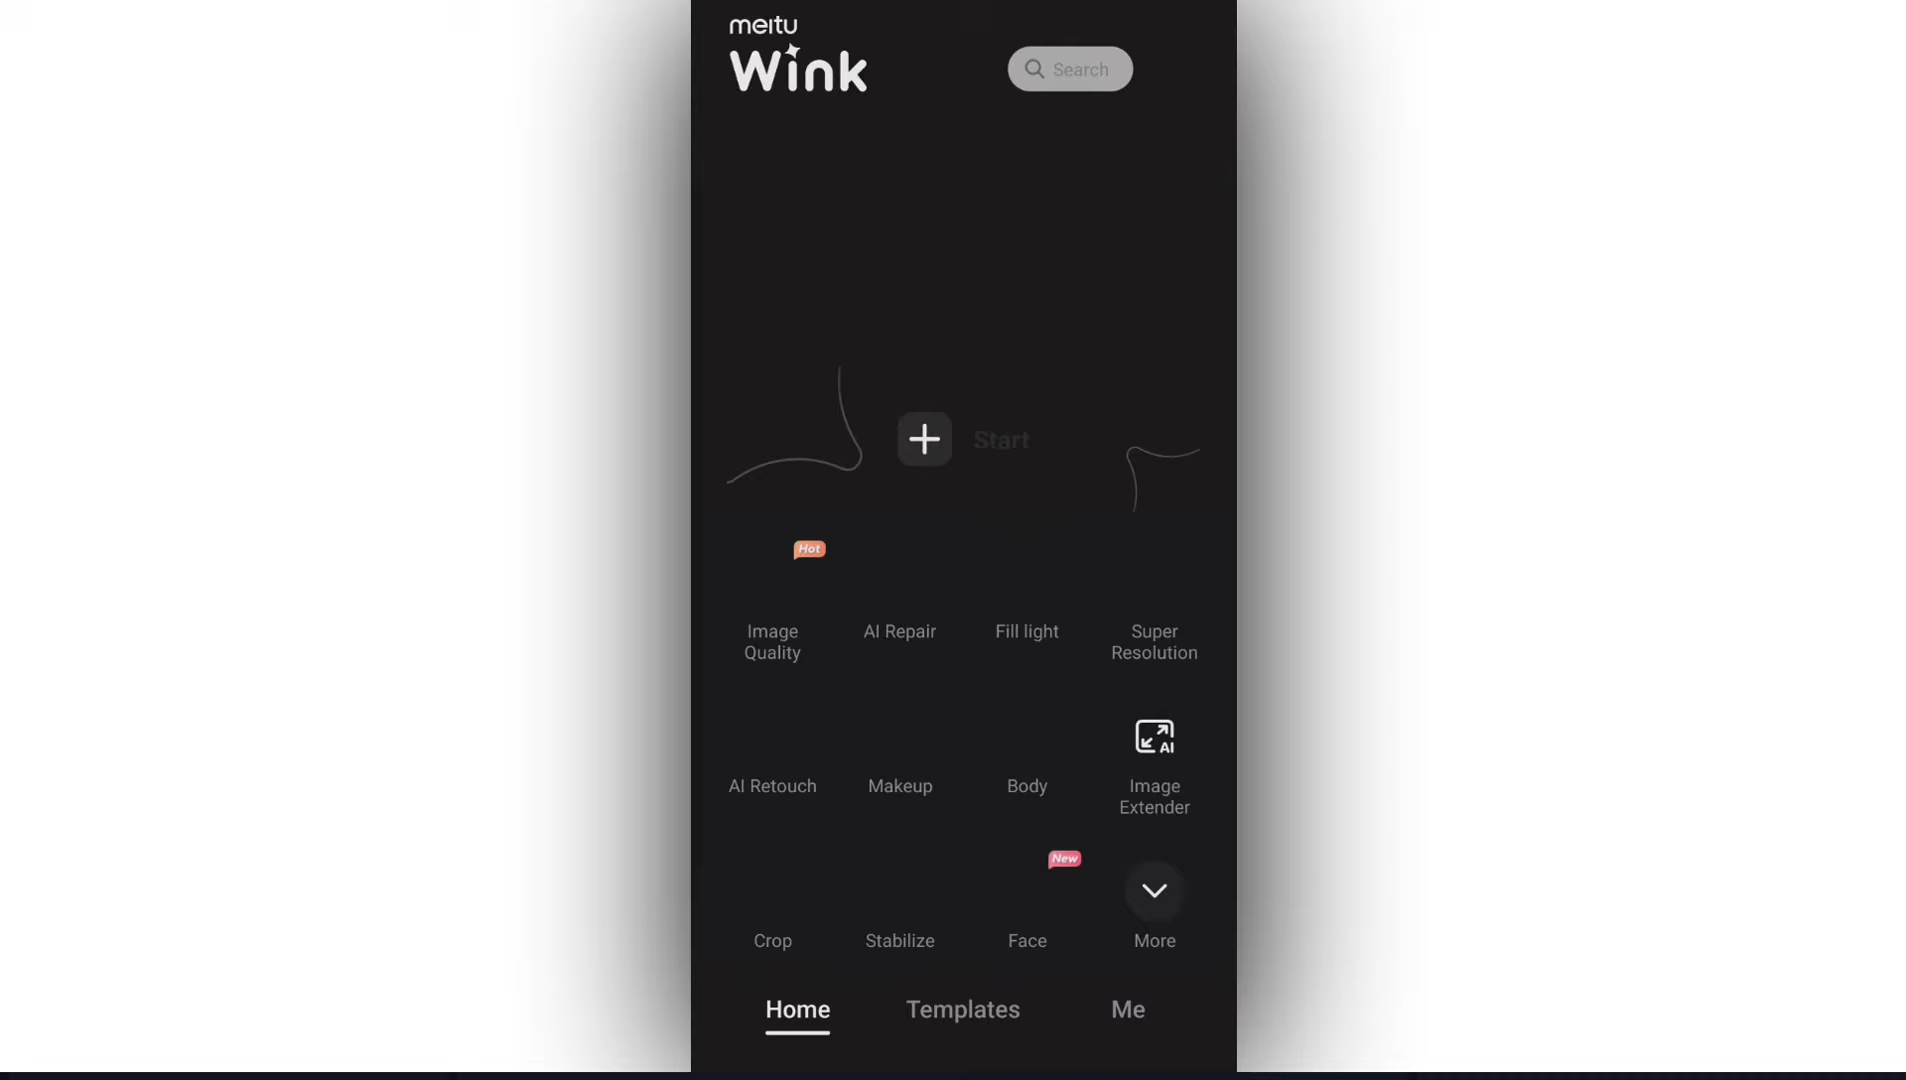 meitu
Wink
Search
Start
Hot
Image
Quality
AI Repair
Fill light
Super
Resolution
AI
AI Retouch
Makeup
Body
Image
Extender
New
Crop
Stabilize
Face
More
Home
Templates
Me